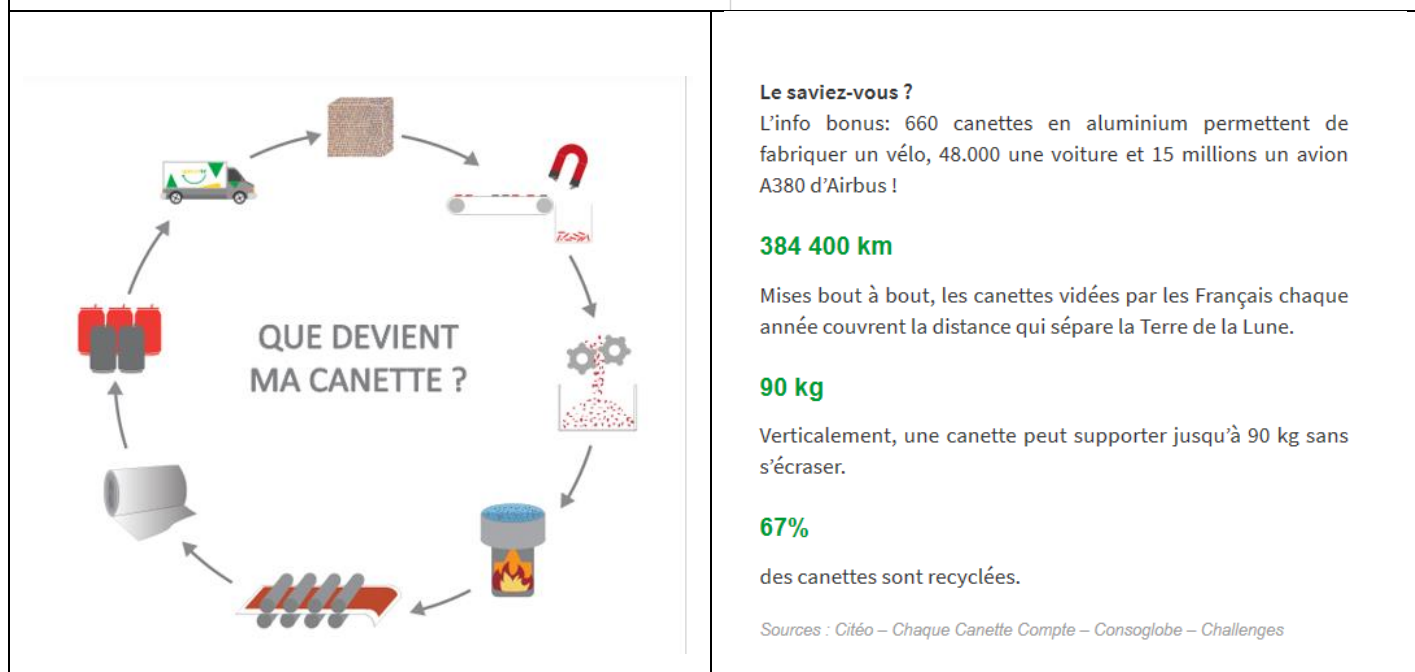 QUE DEVIENT
MA CANETTE ?
Le saviez-vous ?
L'info bonus: 660 canettes en aluminium permettent de
fabriquer un vélo, 48.000 une voiture et 15 millions un avion
A380 d'Airbus !
384 400 km
Mises bout à bout, les canettes vidées par les Français chaque
année couvrent la distance qui sépare la Terre de la Lune.
90 kg
Verticalement, une canette peut supporter jusqu'à 90 kg sans
s'écraser.
67%
des canettes sont recyclées.
Sources : Citéo – Chaque Canette Compte – Consoglobe – Challenges